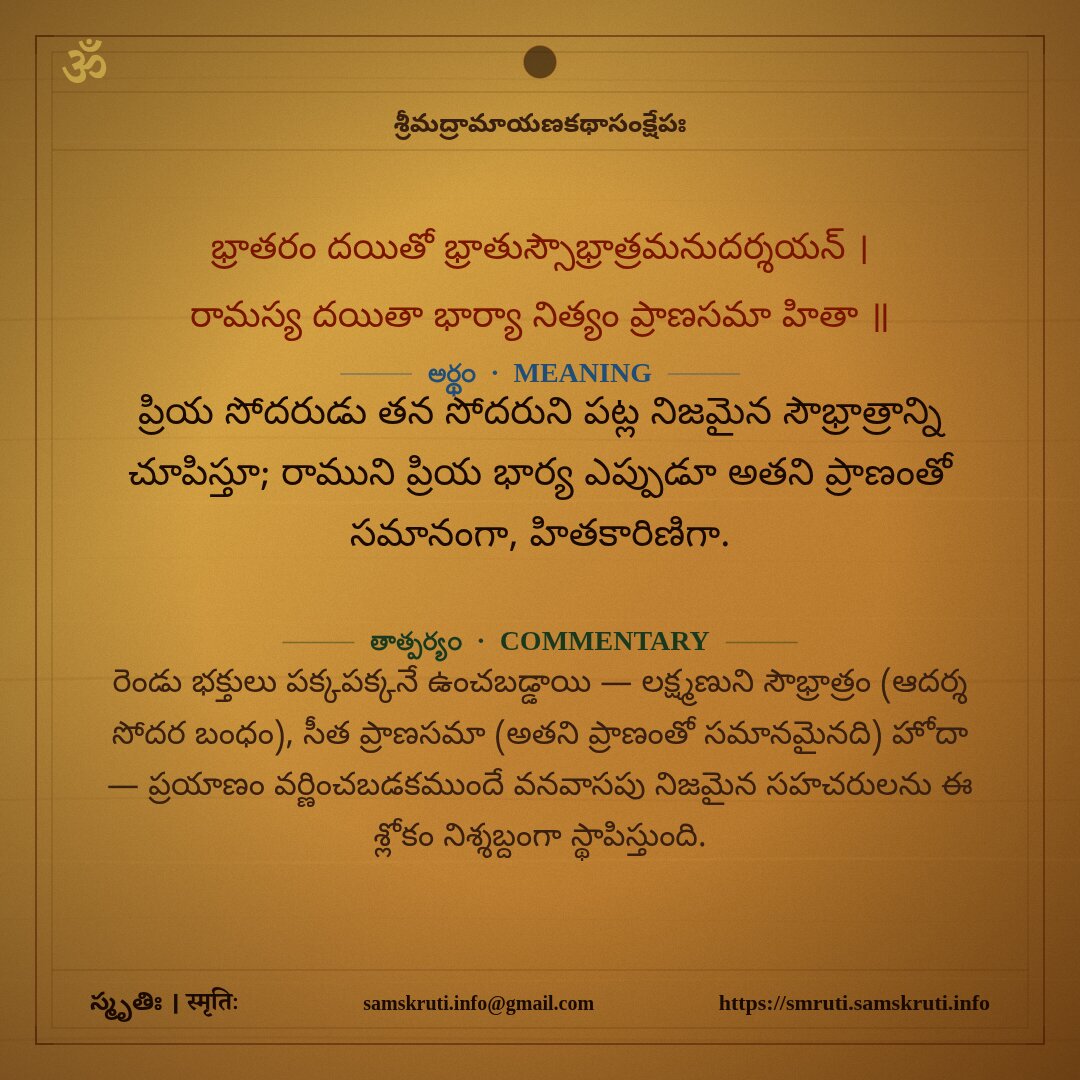 ॐ
శ్రీమద్రామాయణకథాసంక్షేపః
భ్రాతరం దయితో భ్రాతుస్సౌభ్రాత్రమనుదర్శయన్ |
రామస్య దయితా భార్యా నిత్యం ప్రాణసమా హితా ‖
అర్థం · MEANING
ప్రియ సోదరుడు తన సోదరుని పట్ల నిజమైన సౌభ్రాత్రాన్ని
చూపిస్తూ; రాముని ప్రియ భార్య ఎప్పుడూ అతని ప్రాణంతో
సమానంగా, హితకారిణిగా.
తాత్పర్యం · COMMENTARY
రెండు భక్తులు పక్కపక్కనే ఉంచబడ్డాయి — లక్ష్మణుని సౌభ్రాత్రం (ఆదర్శ
సోదర బంధం), సీత ప్రాణసమా (అతని ప్రాణంతో సమానమైనది) హోదా
— ప్రయాణం వర్ణించబడకముందే వనవాసపు నిజమైన సహచరులను ఈ
శ్లోకం నిశ్శబ్దంగా స్థాపిస్తుంది.
స్మృతిః | स्मृतिः samskruti.info@gmail.com https://smruti.samskruti.info